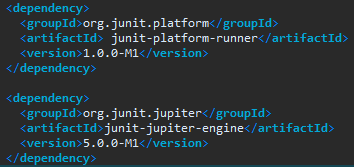 <dependency>
<groupId>org.junit.platform</groupId>
<artifactId> junit-platform-runner</artifactId>
<version>1.0.0-M1</version>
</dependency>
<dependency>
<groupId>org.junit.jupiter</groupId>
<artifactId>junit-jupiter-engine</artifactId>
<version>5.0.0-M1</version>
</dependency>